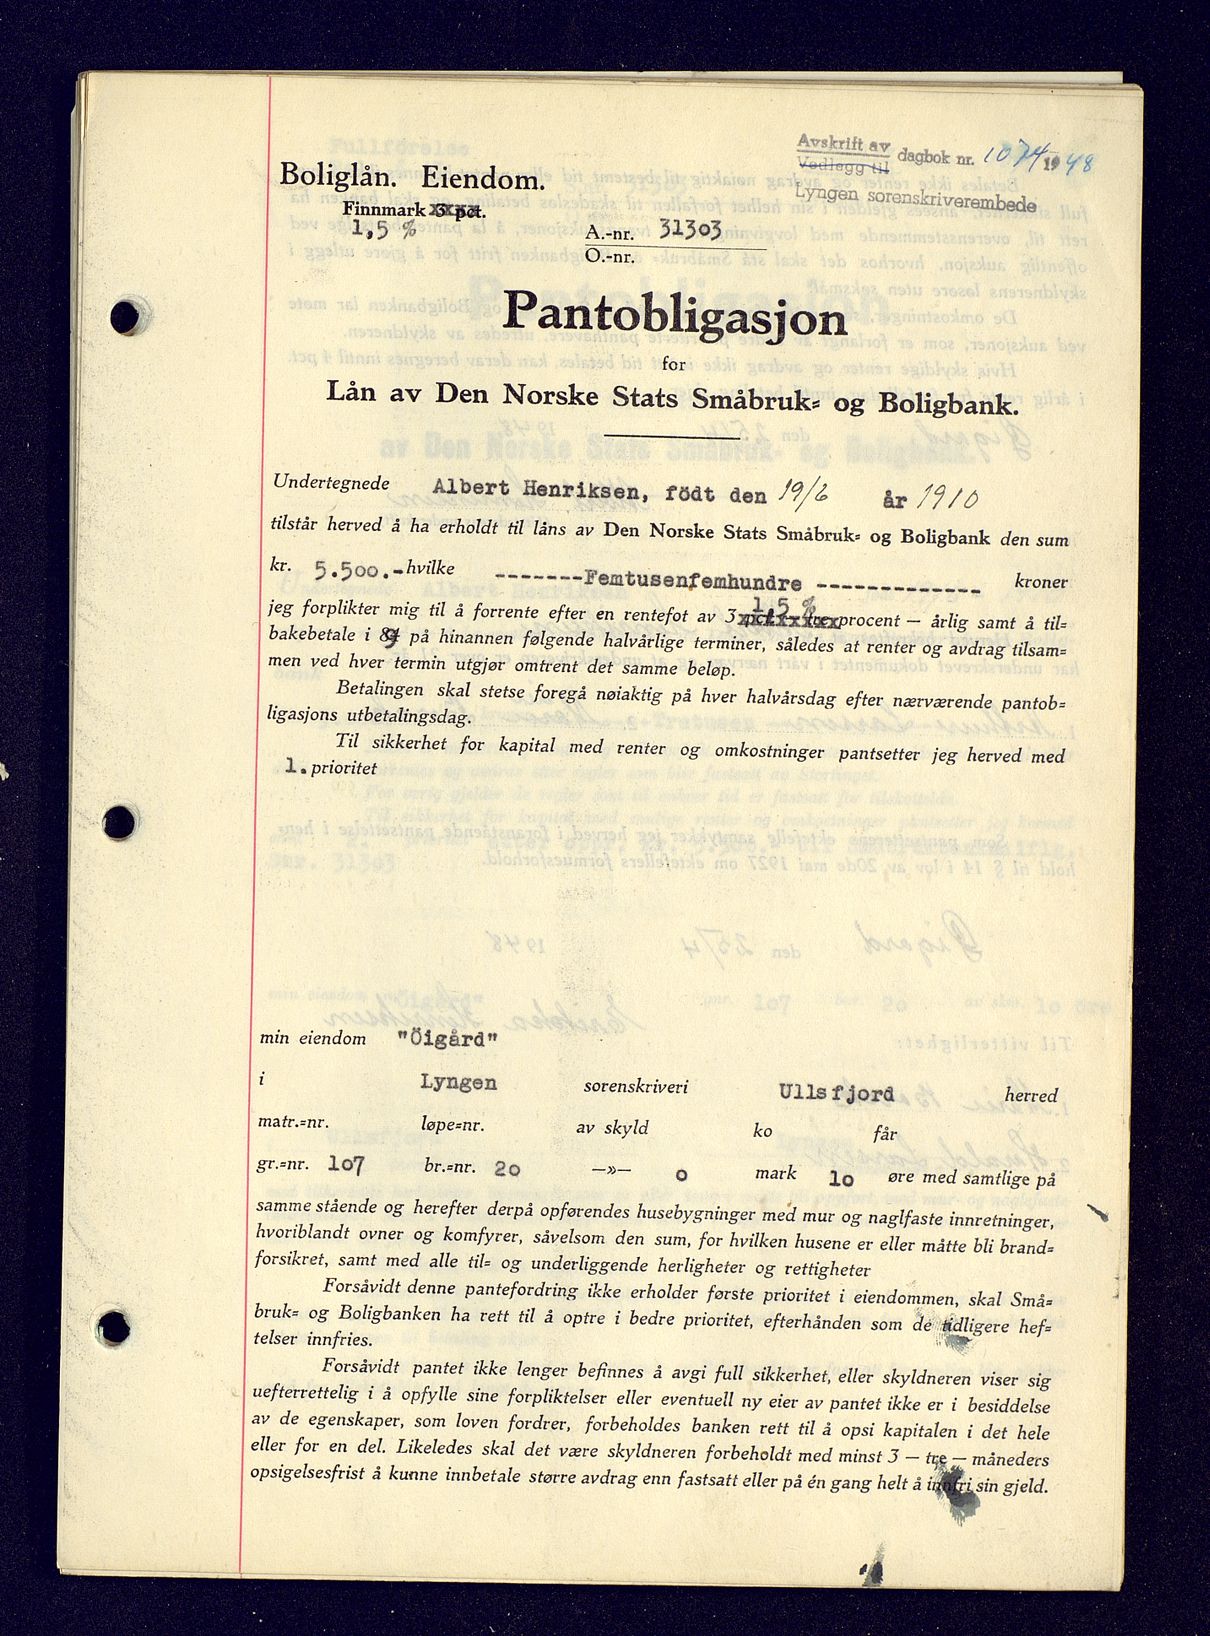 Avskrift av
Vedlegg til dagbok nr. 1074 1948
Lyngen sorenskriverembede
Boliglån. Eiendom.
Finnmark 3 pct.
1,5 %
A.-nr. 31303
O.-nr.
Pantobligasjon
for
Lån av Den Norske Stats Småbruk= og Boligbank.
Undertegnede Albert Henriksen, födt den 19/6 år 1910
tilstår herved å ha erholdt til låns av Den Norske Stats Småbruk= og Boligbank den sum
kr. 5.500.- hvilke -------Femtusenfemhundre ------------- kroner
1,5 %
jeg forplikter mig til å forrente efter en rentefot av 3 procent — årlig samt å til=
bakebetale i på hinannen følgende halvårlige terminer, således at renter og avdrag tilsam=
men ved hver termin utgjør omtrent det samme beløp.
Betalingen skal stetse foregå nøiaktig på hver halvårsdag efter nærværende pantob=
ligasjons utbetalingsdag.
Til sikkerhet for kapital med renter og omkostninger pantsetter jeg herved med
1. prioritet
min eiendom "Öigård"
i Lyngen sorenskriveri Ullsfjord herred
matr.=nr. løpe=nr. av skyld ko får
gr.=nr. 107 br.=nr. 20 —»— 0 mark 10 øre med samtlige på
samme stående og herefter derpå opførendes husebygninger med mur og naglfaste innretninger,
hvoriblandt ovner og komfyrer, såvelsom den sum, for hvilken husene er eller måtte bli brand=
forsikret, samt med alle til= og underliggende herligheter og rettigheter
Forsåvidt denne pantefordring ikke erholder første prioritet i eiendommen, skal Små=
bruk= og Boligbanken ha rett til å optre i bedre prioritet, efterhånden som de tidligere hef=
telser innfries.
Forsåvidt pantet ikke lenger befinnes å avgi full sikkerhet, eller skyldneren viser sig
uefterrettelig i å opfylle sine forpliktelser eller eventuell ny eier av pantet ikke er i besiddelse
av de egenskaper, som loven fordrer, forbeholdes banken rett til å opsi kapitalen i det hele
eller for en del. Likeledes skal det være skyldneren forbeholdt med minst 3 — tre — måneders
opsigelsesfrist å kunne innbetale større avdrag enn fastsatt eller på én gang helt å innfri sin gjeld.